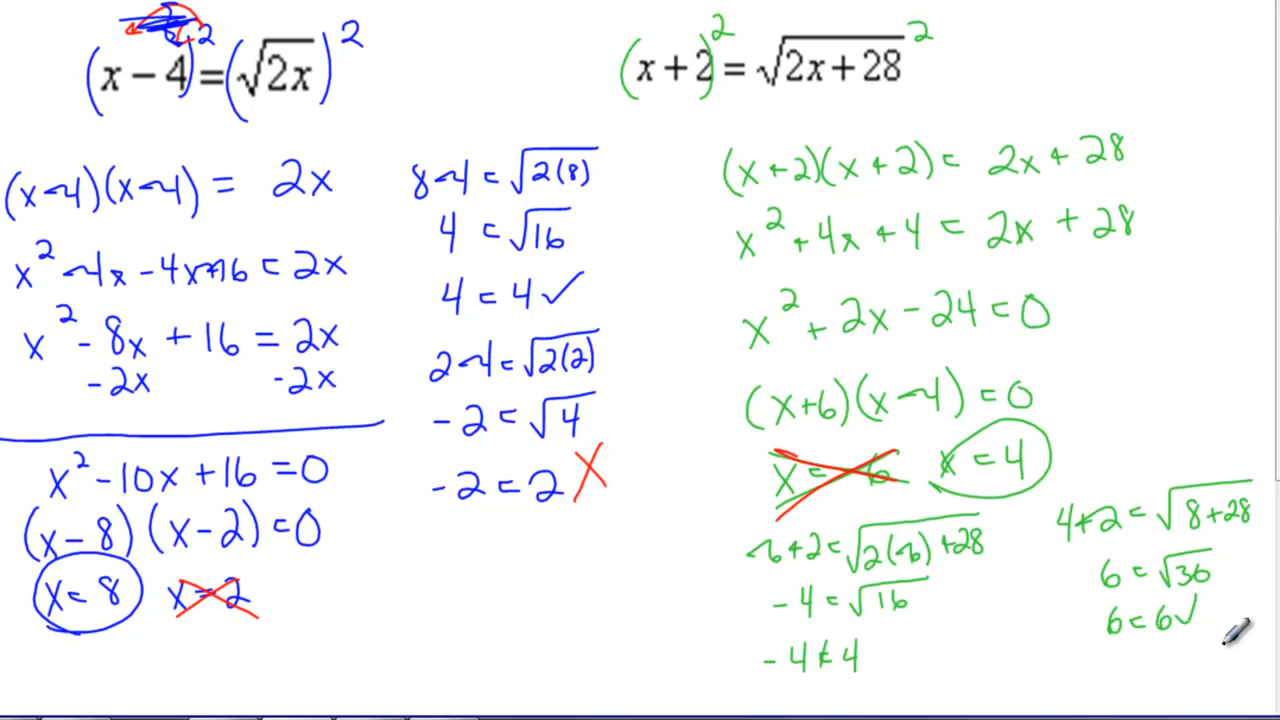 (x − 4)² = (√2x)²
(x-4)(x-4) = 2x
x² -4x - 4x+16 = 2x
x² - 8x + 16 = 2x
-2x -2x
x² - 10x + 16 = 0
(x - 8) (x - 2) = 0
x = 8 x = 2
8 - 4 = √2(8)
4 = √16
4 = 4 ✓
2 - 4 = √2(2)
-2 = √4
-2 = 2 X
(x + 2)² = √2x + 28²
(x + 2)(x + 2) = 2x + 28
x² + 4x + 4 = 2x + 28
x² + 2x - 24 = 0
(x+6)(x-4) = 0
x = -6 x = 4
-6+2 = √2(-6) +28
-4 = √16
-4 ≠ 4
4+2 = √8+28
6 = √36
6 = 6 ✓